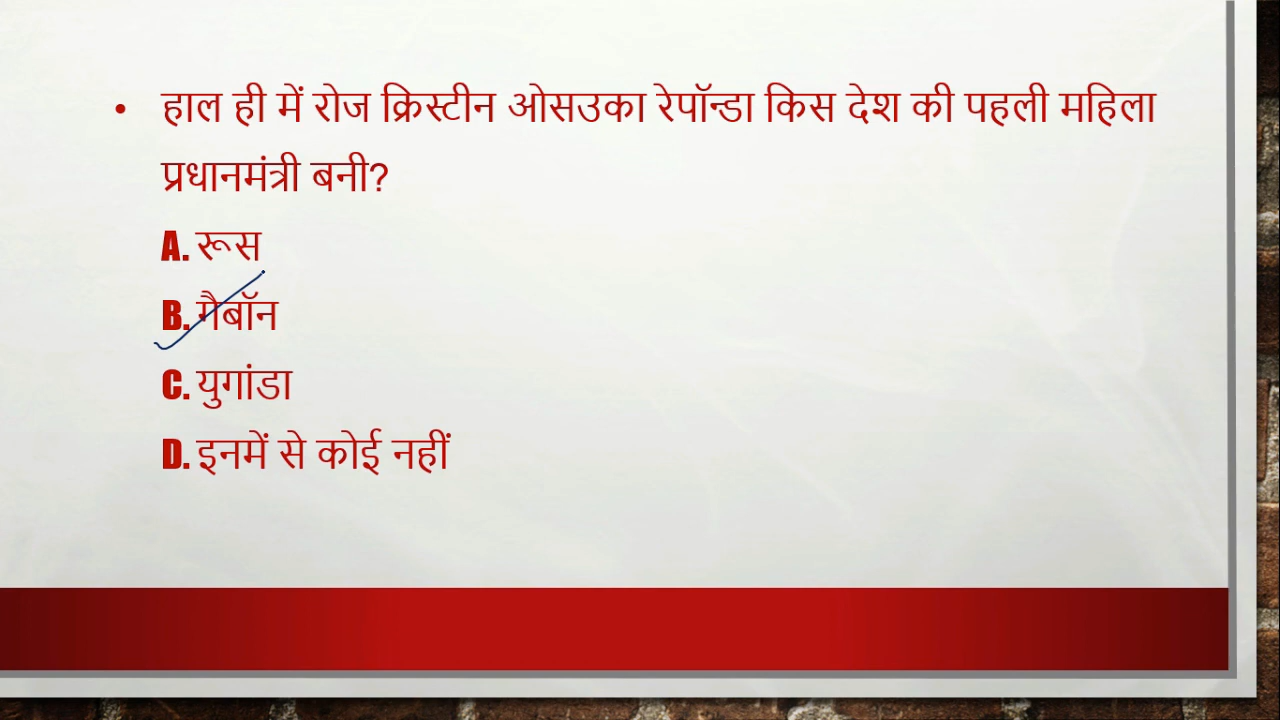 • हाल ही में रोज क्रिस्टीन ओसउका रेपॉन्डा किस देश की पहली महिला
प्रधानमंत्री बनी?
A. रूस
B. गैबॉन
C. युगांडा
D. इनमें से कोई नहीं